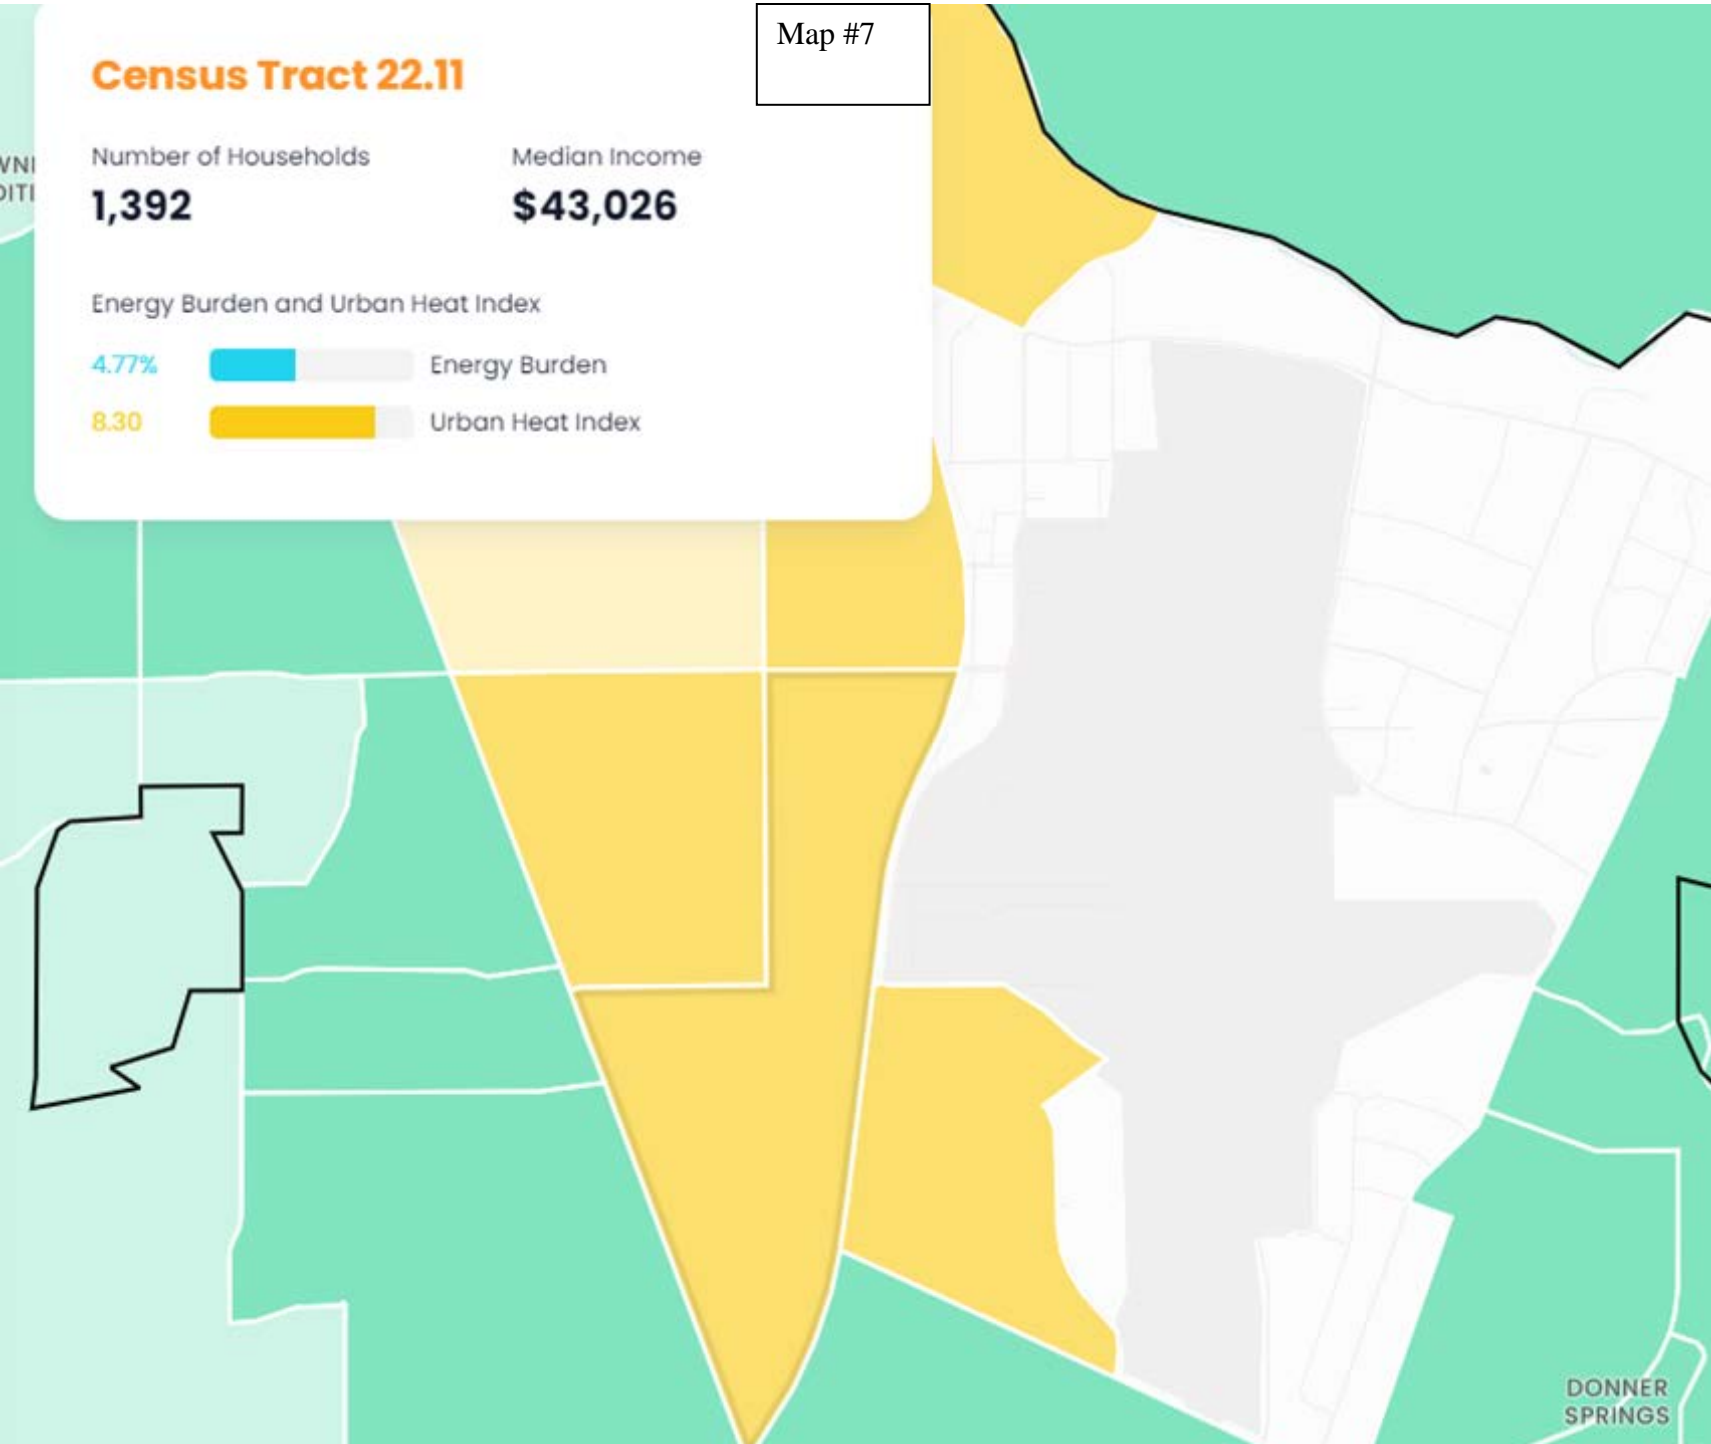 Map #7
Census Tract 22.11
Number of Households
Median Income
1,392
$43,026
Energy Burden and Urban Heat Index
4.77%
Energy Burden
8.30
Urban Heat Index
DONNER
SPRINGS